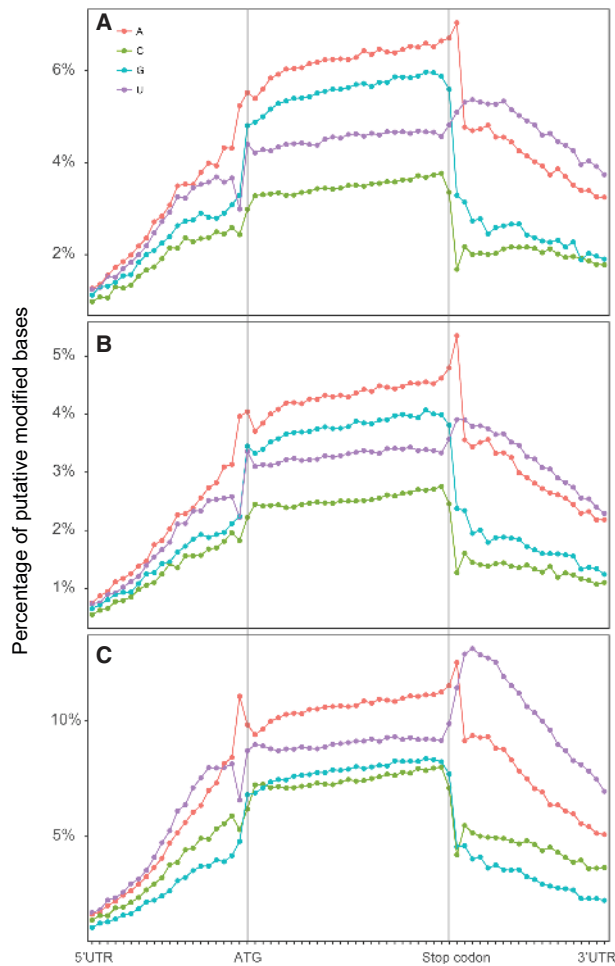 A
A
C
G
U
6%
4%
2%
B
5%
4%
3%
2%
1%
Percentage of putative modified bases
C
10%
5%
5'UTR ATG Stop codon 3'UTR